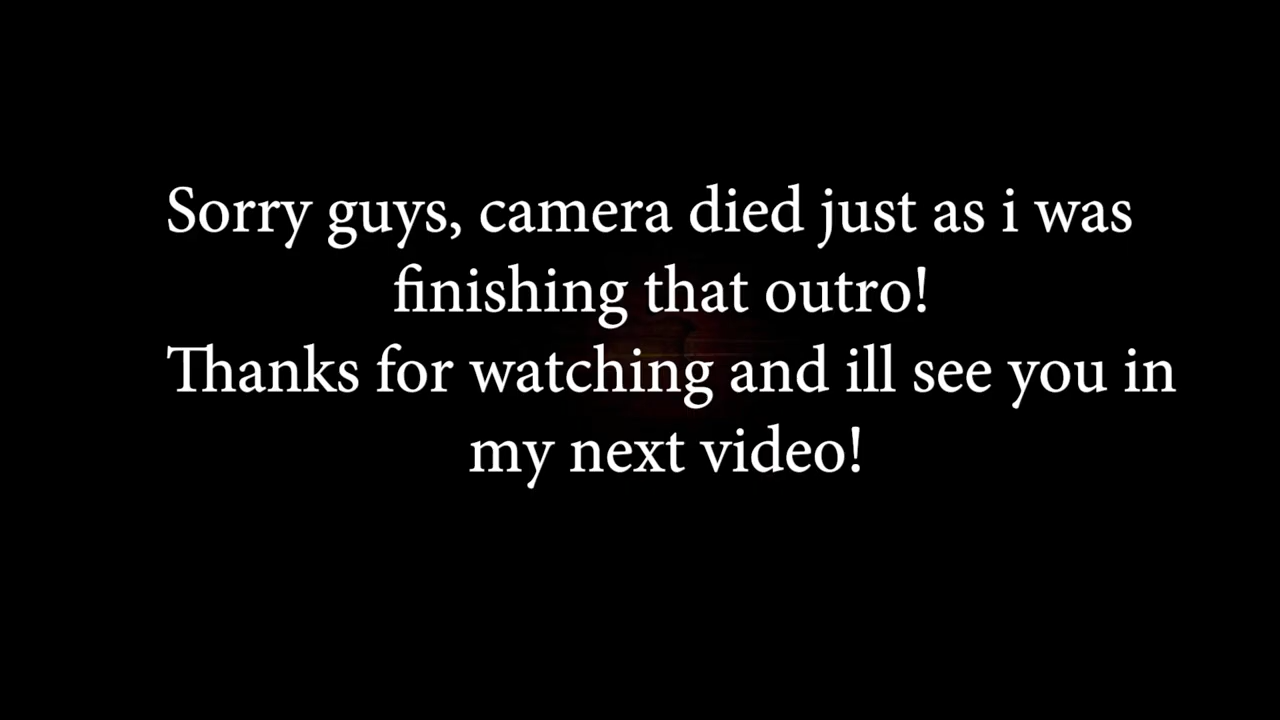 Sorry guys, camera died just as i was
finishing that outro!
Thanks for watching and ill see you in
my next video!